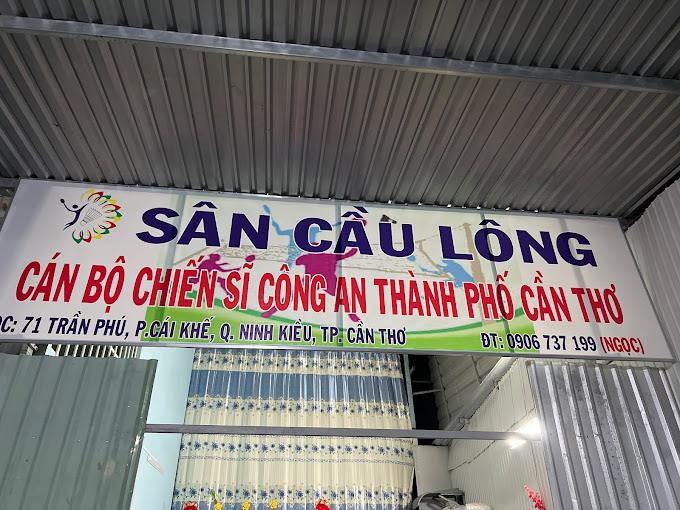 SÂN CẦU LÔNG
CÁN BỘ CHIẾN SĨ CÔNG AN THÀNH PHỐ CẦN THƠ
ĐC: 71 TRẦN PHÚ, P.CÁI KHẾ, Q. NINH KIỀU, TP. CẦN THƠ ĐT: 0906 737 199 (NGỌC)